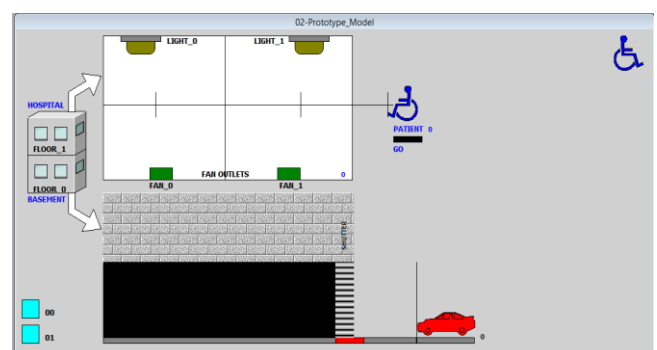 02-Prototype_Model
LIGHT_0
LIGHT_1
HOSPITAL
FLOOR_1
FLOOR_0
BASEMENT
PATIENT 0
GO
FAN OUTLETS
0
FAN_0
FAN_1
SHUTTER
00
01
0